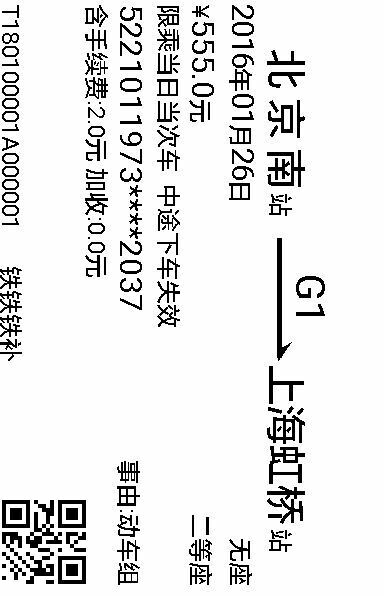 G1
北京南站 上海虹桥站
2016年01月26日 无座
¥555.0元 二等座
限乘当日当次车 中途下车失效
5221011973****2037 事由:动车组
含手续费:2.0元 加收:0.0元
T180100001A000001 铁铁铁补